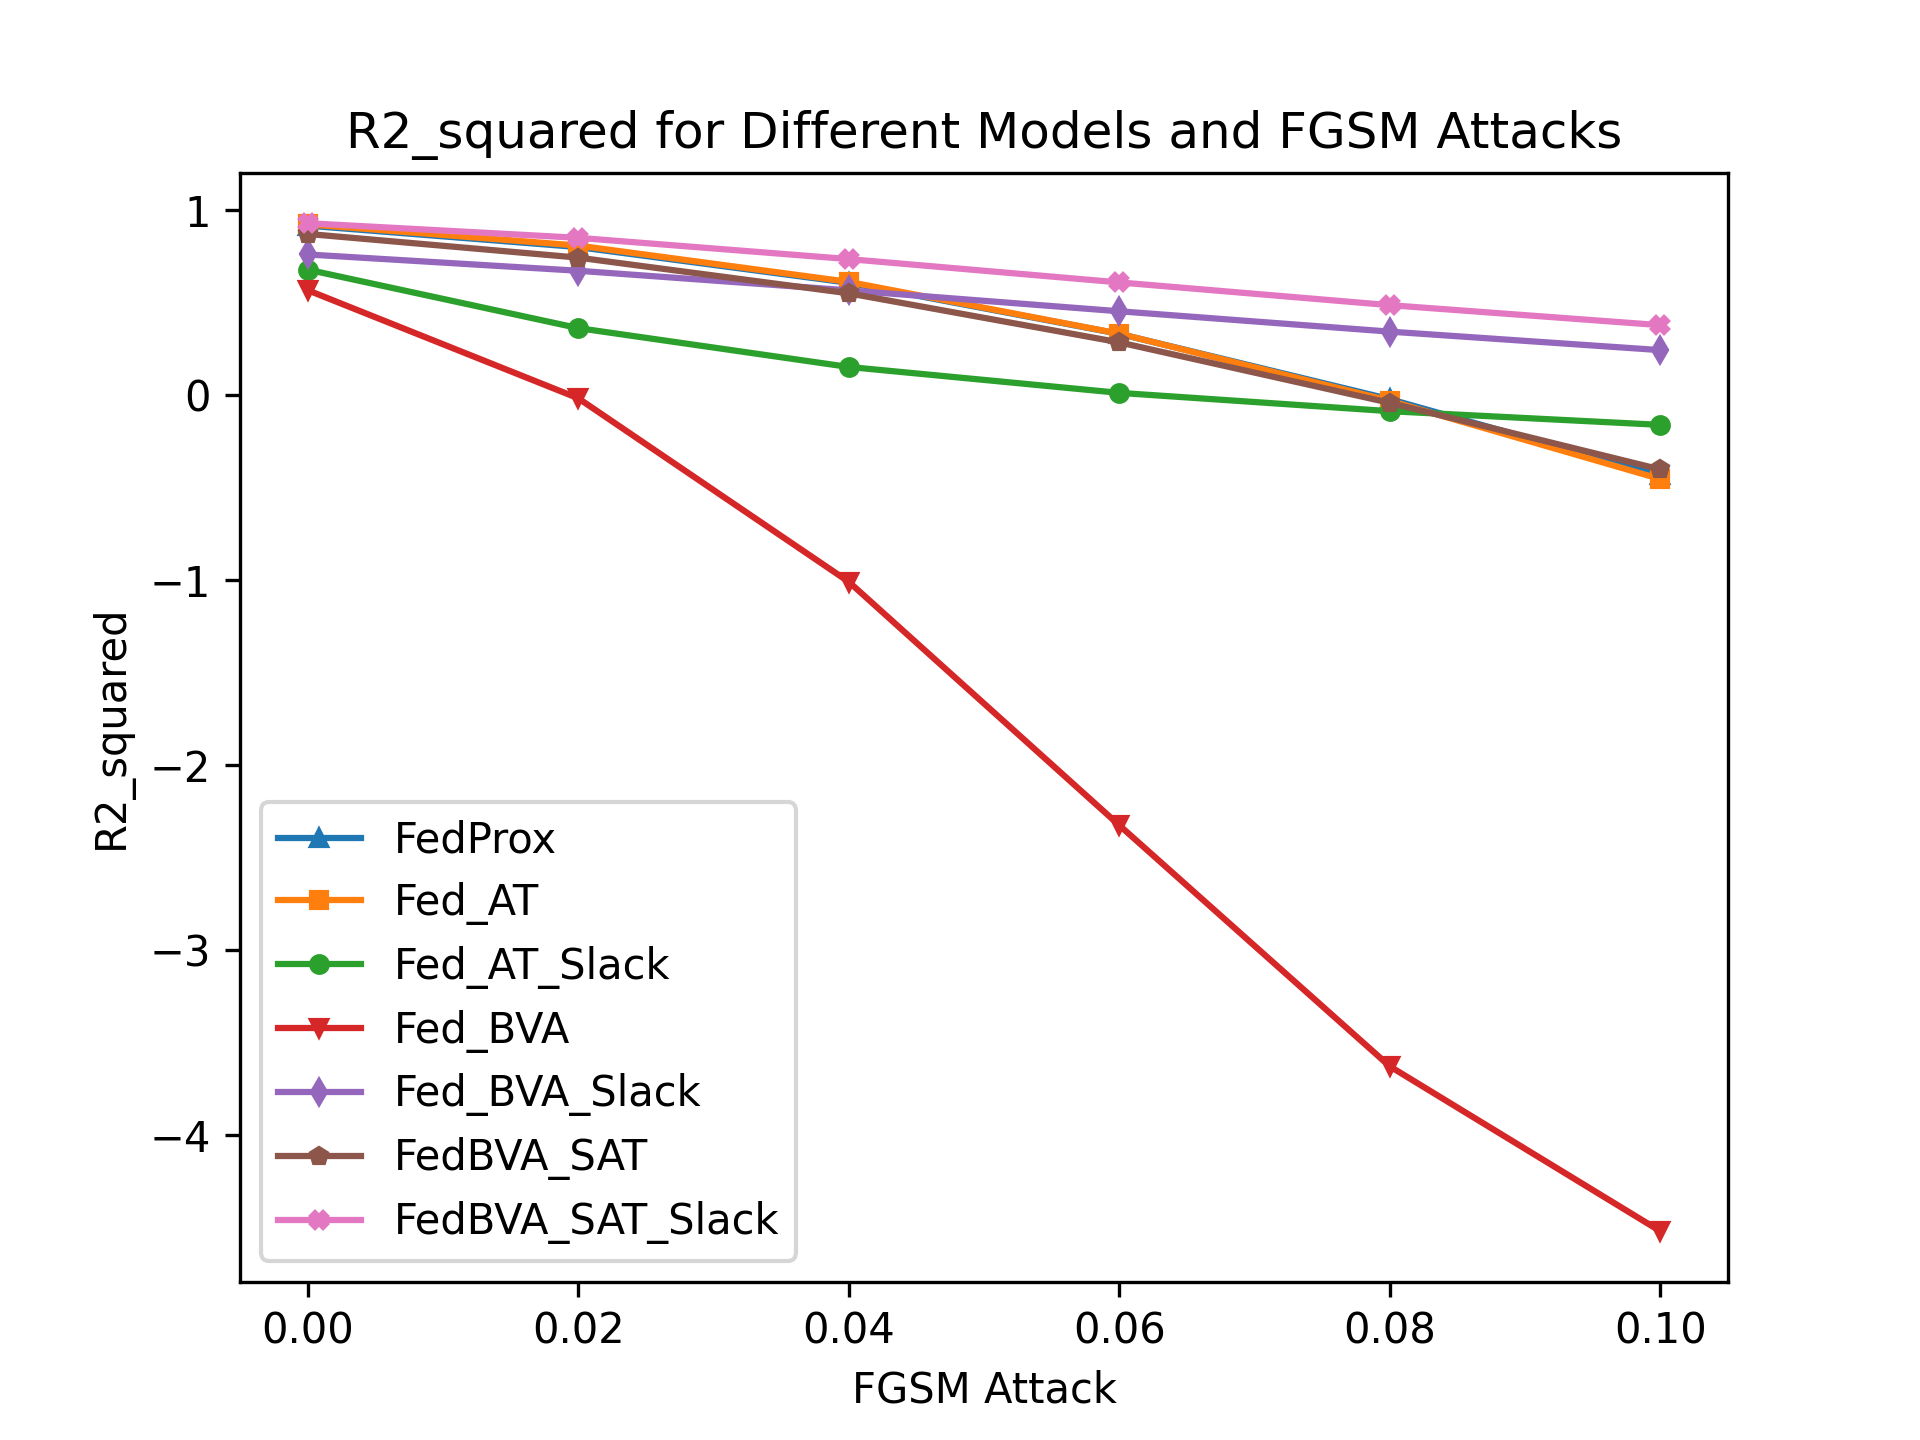 R2_squared for Different Models and FGSM Attacks
R2_squared
1
0
−1
−2
−3
−4
FedProx
Fed_AT
Fed_AT_Slack
Fed_BVA
Fed_BVA_Slack
FedBVA_SAT
FedBVA_SAT_Slack
0.00 0.02 0.04 0.06 0.08 0.10
FGSM Attack